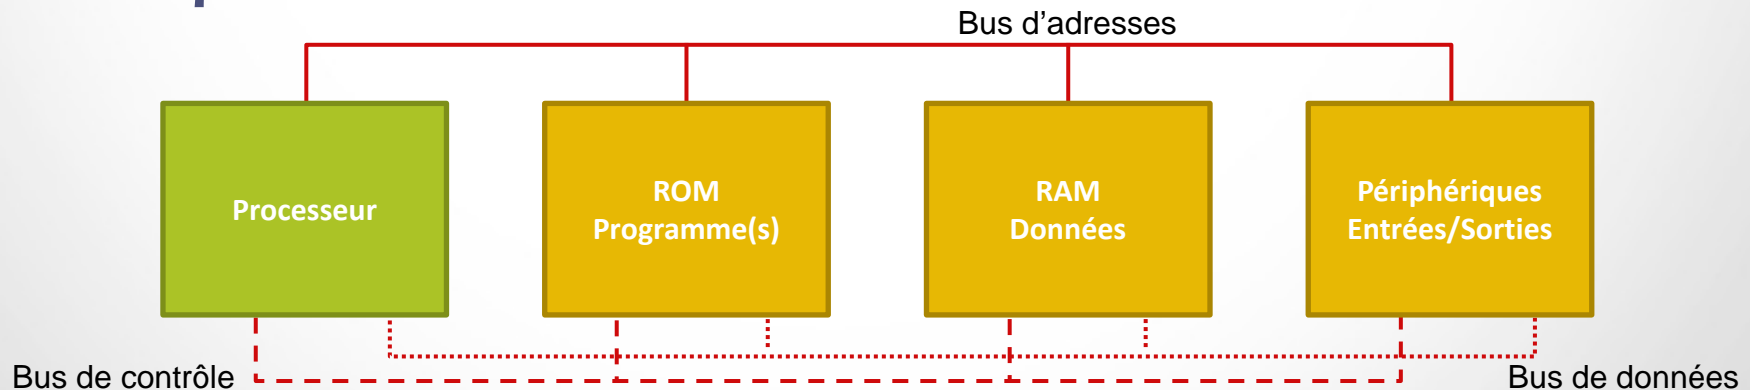 Bus d’adresses
Processeur
ROM
Programme(s)
RAM
Données
Périphériques
Entrées/Sorties
Bus de contrôle
Bus de données